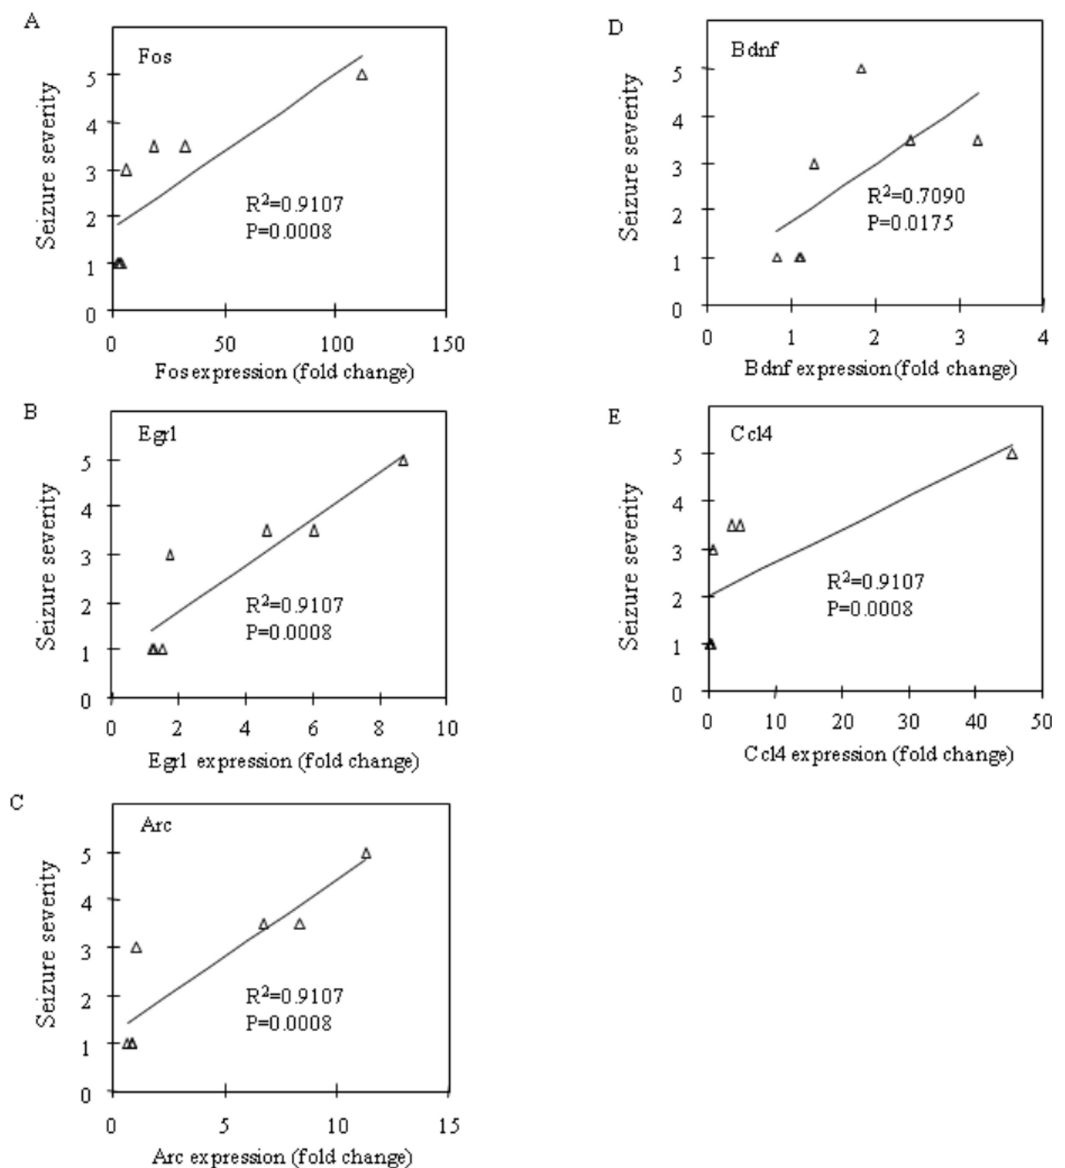 A
Fos
Seizure severity
5
4
3
2
1
0
R2=0.9107
P=0.0008
0 50 100 150
Fos expression (fold change)
B
Egr1
Seizure severity
5
4
3
2
1
0
R2=0.9107
P=0.0008
0 2 4 6 8 10
Egr1 expression (fold change)
C
Arc
Seizure severity
5
4
3
2
1
0
R2=0.9107
P=0.0008
0 5 10 15
Arc expression (fold change)
D
Bdnf
Seizure severity
5
4
3
2
1
0
R2=0.7090
P=0.0175
0 1 2 3 4
Bdnf expression (fold change)
E
Ccl4
Seizure severity
5
4
3
2
1
0
R2=0.9107
P=0.0008
0 10 20 30 40 50
Ccl4 expression (fold change)